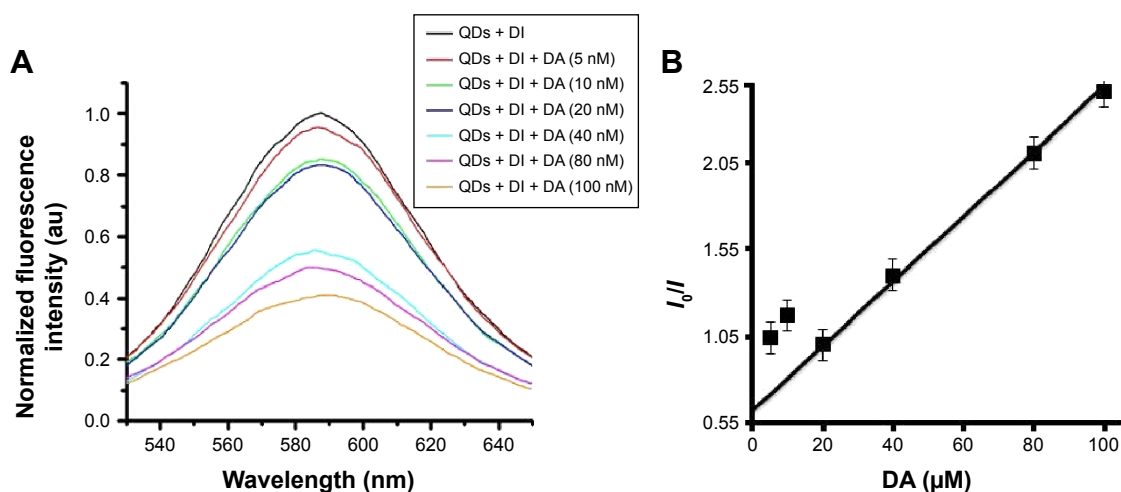 A
QDs + DI
QDs + DI + DA (5 nM)
QDs + DI + DA (10 nM)
QDs + DI + DA (20 nM)
QDs + DI + DA (40 nM)
QDs + DI + DA (80 nM)
QDs + DI + DA (100 nM)
Normalized fluorescence
intensity (au)
1.0
0.8
0.6
0.4
0.2
0.0
540 560 580 600 620 640
Wavelength (nm)
B
I₀/I
2.55
2.05
1.55
1.05
0.55
0 20 40 60 80 100
DA (μM)